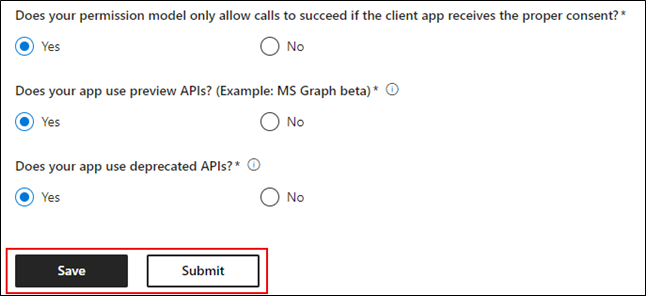 Does your permission model only allow calls to succeed if the client app receives the proper consent?*
Yes No
Does your app use preview APIs? (Example: MS Graph beta)*
Yes No
Does your app use deprecated APIs?*
Yes No
Save Submit